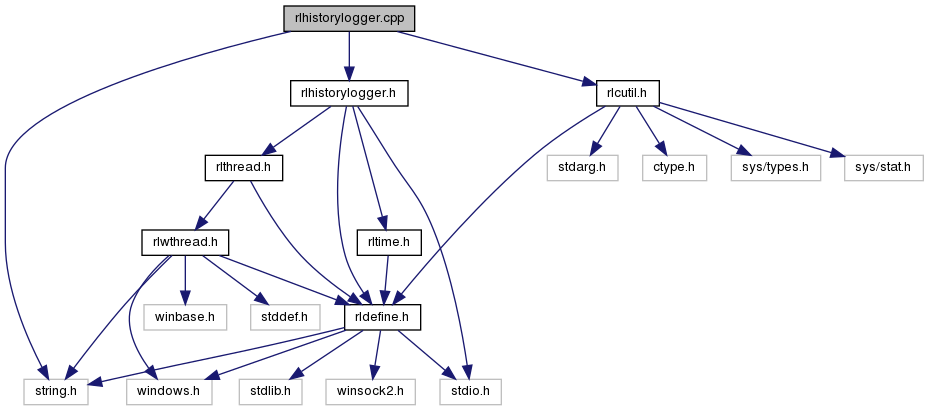 rlhistorylogger.cpp
rlhistorylogger.h
rlcutil.h
rlthread.h
stdarg.h
ctype.h
sys/types.h
sys/stat.h
rlwthread.h
rltime.h
winbase.h
stddef.h
rldefine.h
string.h
windows.h
stdlib.h
winsock2.h
stdio.h